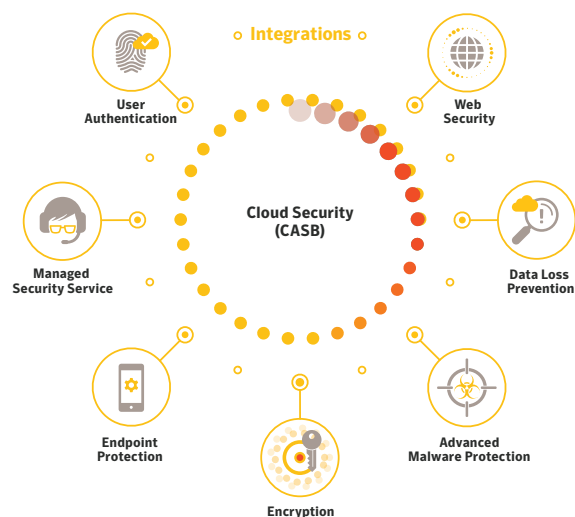 Integrations
User
Authentication
Web
Security
Cloud Security
(CASB)
Managed
Security Service
Data Loss
Prevention
Endpoint
Protection
Advanced
Malware Protection
Encryption